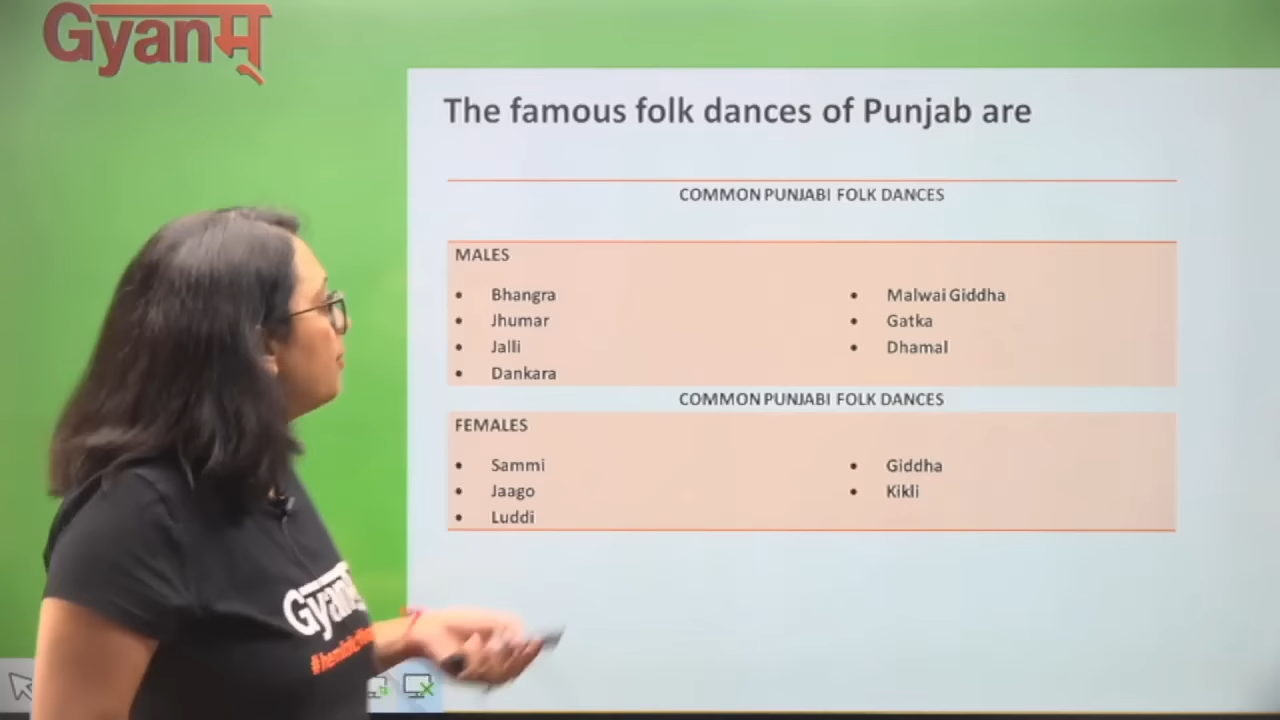 Gyanम्
The famous folk dances of Punjab are
COMMON PUNJABI FOLK DANCES
MALES
• Bhangra
• Jhumar
• Jalli
• Dankara
• Malwai Giddha
• Gatka
• Dhamal
COMMON PUNJABI FOLK DANCES
FEMALES
• Sammi
• Jaago
• Luddi
• Giddha
• Kikli
Gyan